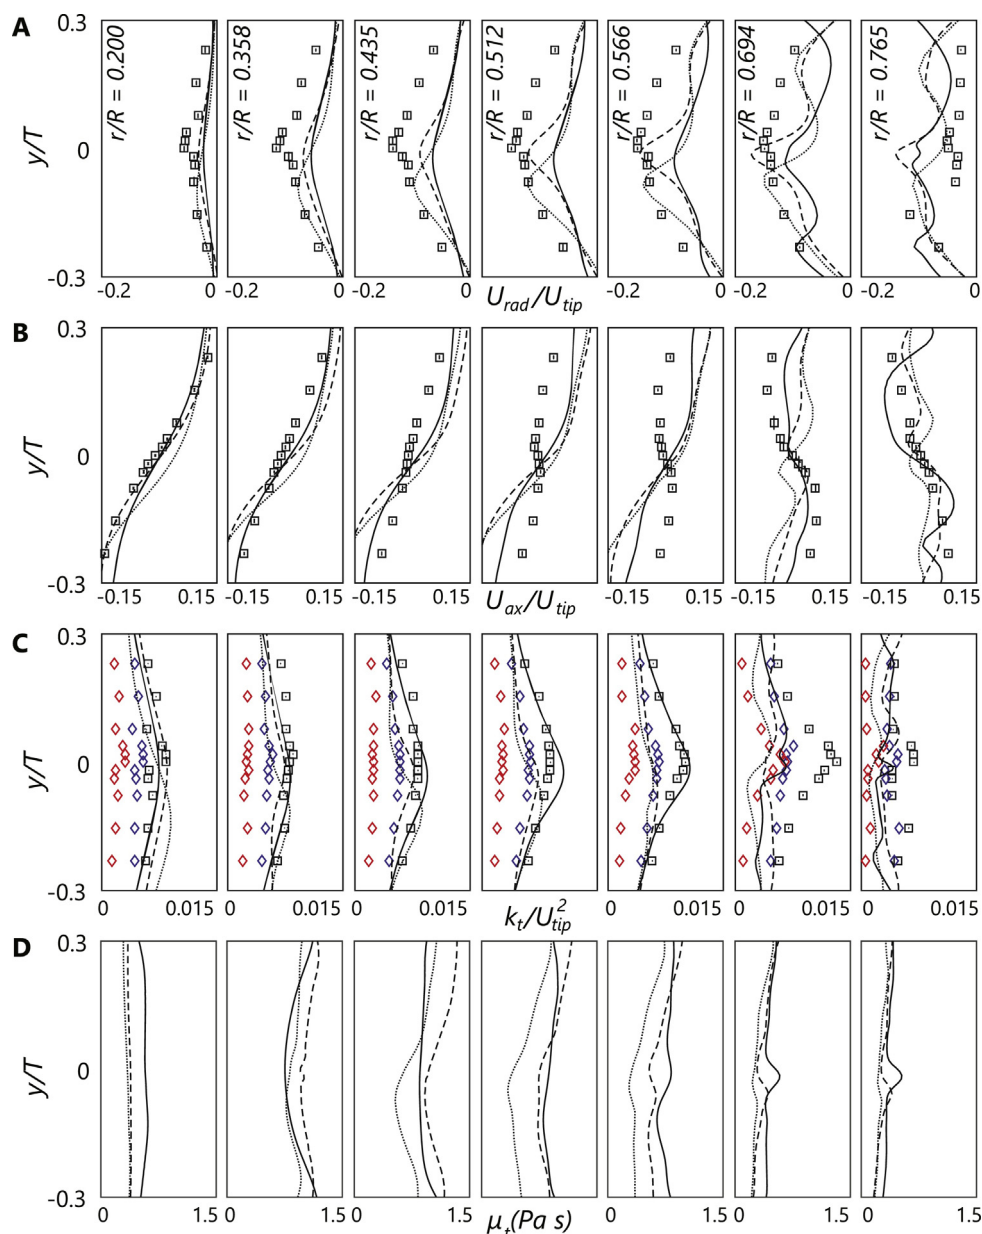 A
0.3
y/T
0
-0.3
r/R = 0.200
r/R = 0.358
r/R = 0.435
r/R = 0.512
r/R = 0.566
r/R = 0.694
r/R = 0.765
-0.2 0 -0.2 0 -0.2 0 -0.2 0 -0.2 0 -0.2 0 -0.2 0
U_rad/U_tip
B
0.3
y/T
0
-0.3
-0.15 0.15 -0.15 0.15 -0.15 0.15 -0.15 0.15 -0.15 0.15 -0.15 0.15 -0.15 0.15
U_ax/U_tip
C
0.3
y/T
0
-0.3
0 0.015 0 0.015 0 0.015 0 0.015 0 0.015 0 0.015 0 0.015
k_t/U_tip^2
D
0.3
y/T
0
-0.3
0 1.5 0 1.5 0 1.5 0 1.5 0 1.5 0 1.5 0 1.5
μ_t(Pa s)